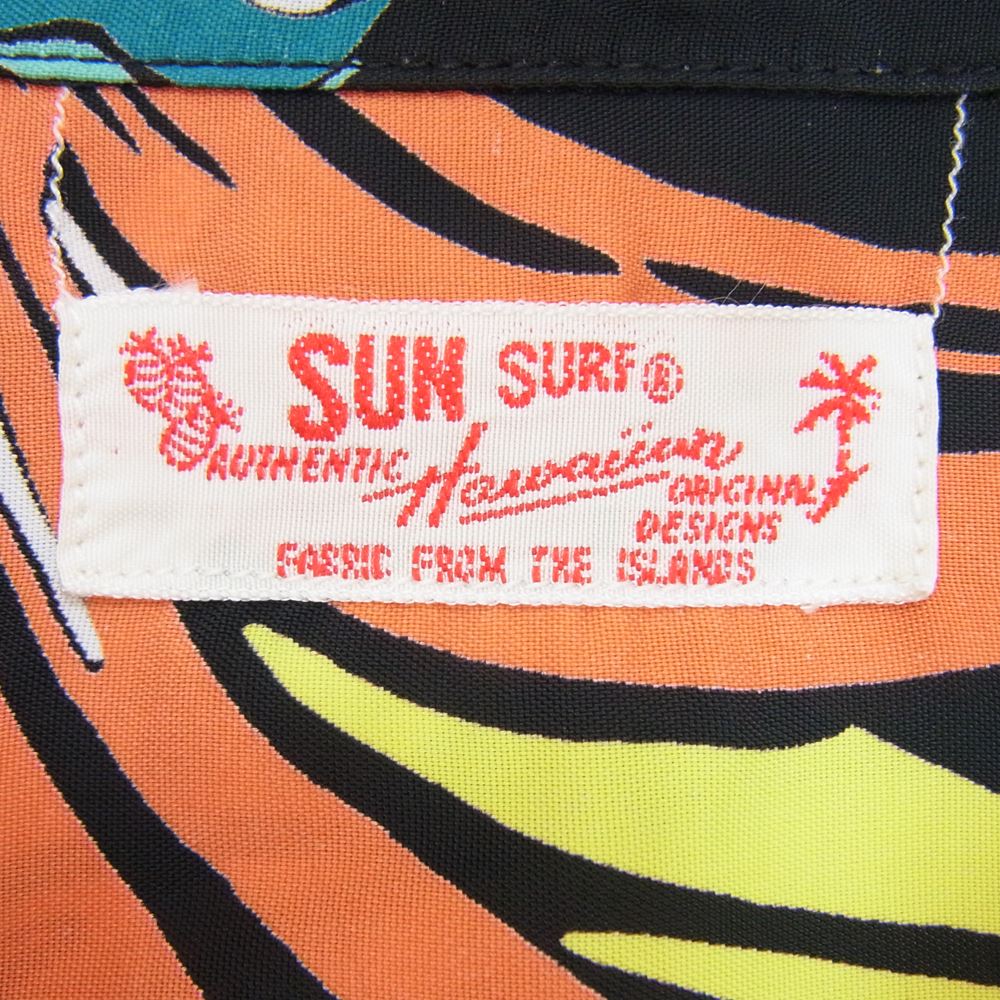 SUN SURF®
AUTHENTIC Hawaiian ORIGINAL
DESIGNS
FABRIC FROM THE ISLANDS